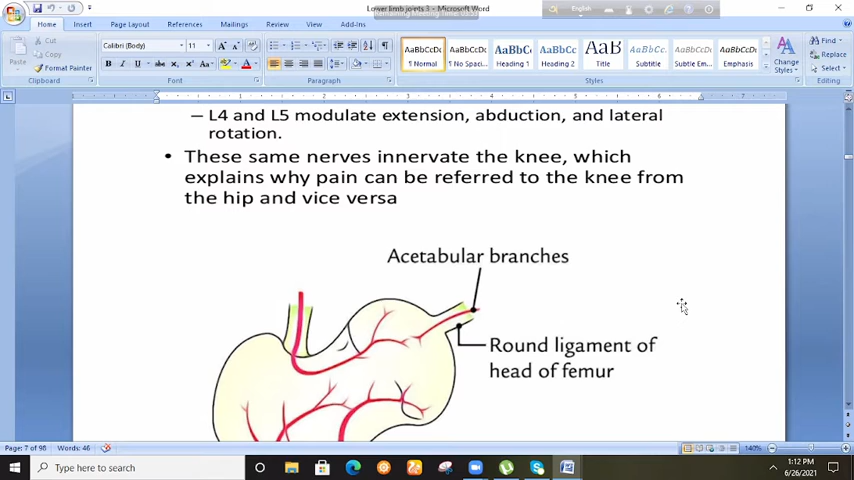 Lower limb joints 3 - Microsoft Word
English
Home
Insert
Page Layout
References
Mailings
Review
View
Add-Ins
Cut
Copy
Format Painter
Paste
Clipboard
Calibri (Body)
11
Font
Paragraph
AaBbCcDc AaBbCcDc AaBbC AaBbCc AaB AaBbCc. AaBbCcDc AaBbCcDc
¶ Normal ¶ No Spaci... Heading 1 Heading 2 Title Subtitle Subtle Em... Emphasis
Change
Styles
Styles
Find
Replace
Select
Editing
– L4 and L5 modulate extension, abduction, and lateral
rotation.
• These same nerves innervate the knee, which
explains why pain can be referred to the knee from
the hip and vice versa
Acetabular branches
Round ligament of
head of femur
Page: 7 of 98
Words: 46
140%
Type here to search
1:12 PM
6/26/2021